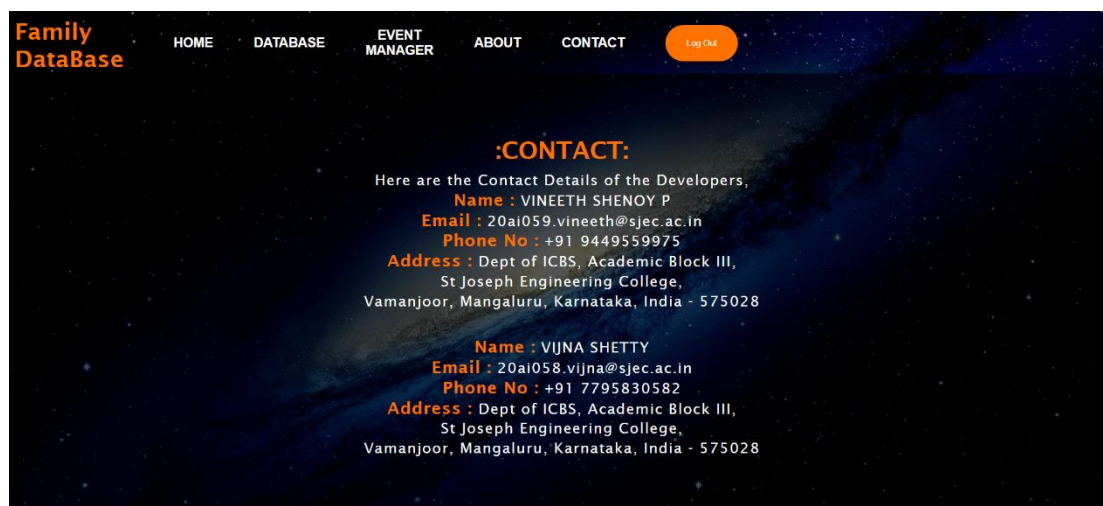 Family
DataBase
HOME
DATABASE
EVENT
MANAGER
ABOUT
CONTACT
Log Out
:CONTACT:
Here are the Contact Details of the Developers,
Name : VINEETH SHENOY P
Email : 20ai059.vineeth@sjec.ac.in
Phone No : +91 9449559975
Address : Dept of ICBS, Academic Block III,
St Joseph Engineering College,
Vamanjoor, Mangaluru, Karnataka, India - 575028
Name : VIJNA SHETTY
Email : 20ai058.vijna@sjec.ac.in
Phone No : +91 7795830582
Address : Dept of ICBS, Academic Block III,
St Joseph Engineering College,
Vamanjoor, Mangaluru, Karnataka, India - 575028